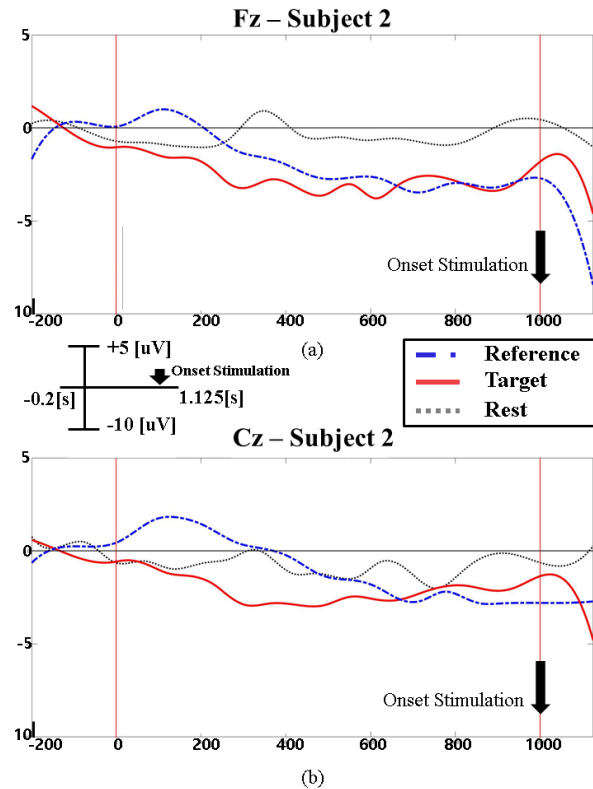 Fz – Subject 2
5
0
-5
Onset Stimulation
10
-200 0 200 400 600 800 1000
(a)
+5 [uV]
Onset Stimulation
-0.2[s] 1.125[s]
-10 [uV]
Reference
Target
Rest
Cz – Subject 2
5
0
-5
Onset Stimulation
10
-200 0 200 400 600 800 1000
(b)